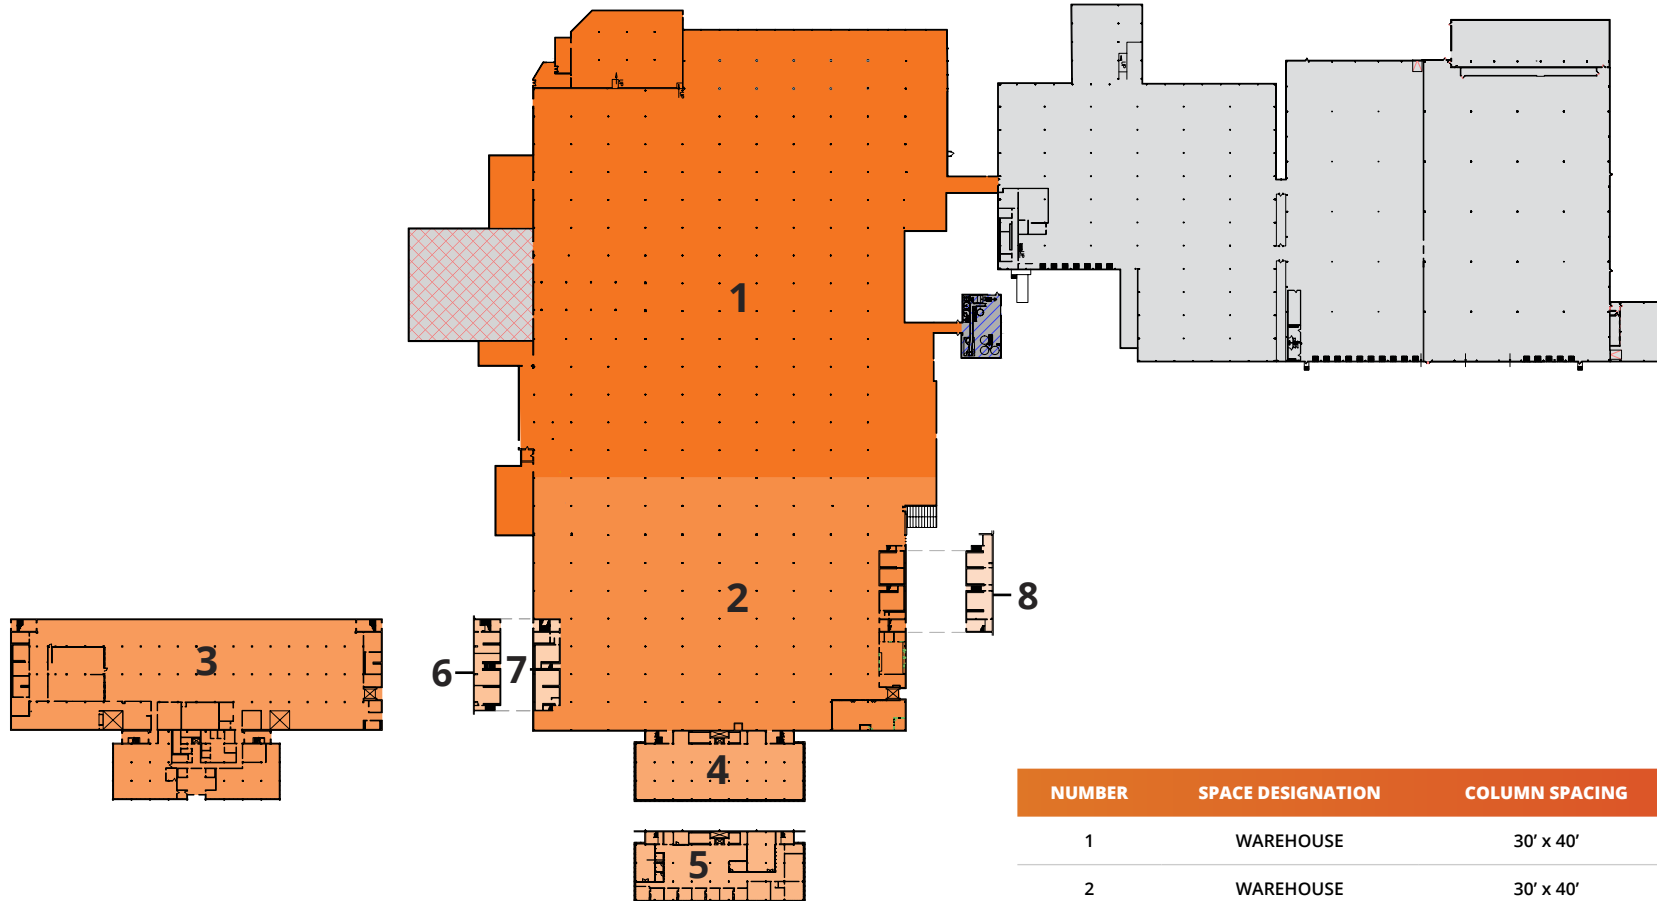 1
2
8
3
6
7
4
5
NUMBER SPACE DESIGNATION COLUMN SPACING
1 WAREHOUSE 30’ x 40’
2 WAREHOUSE 30’ x 40’